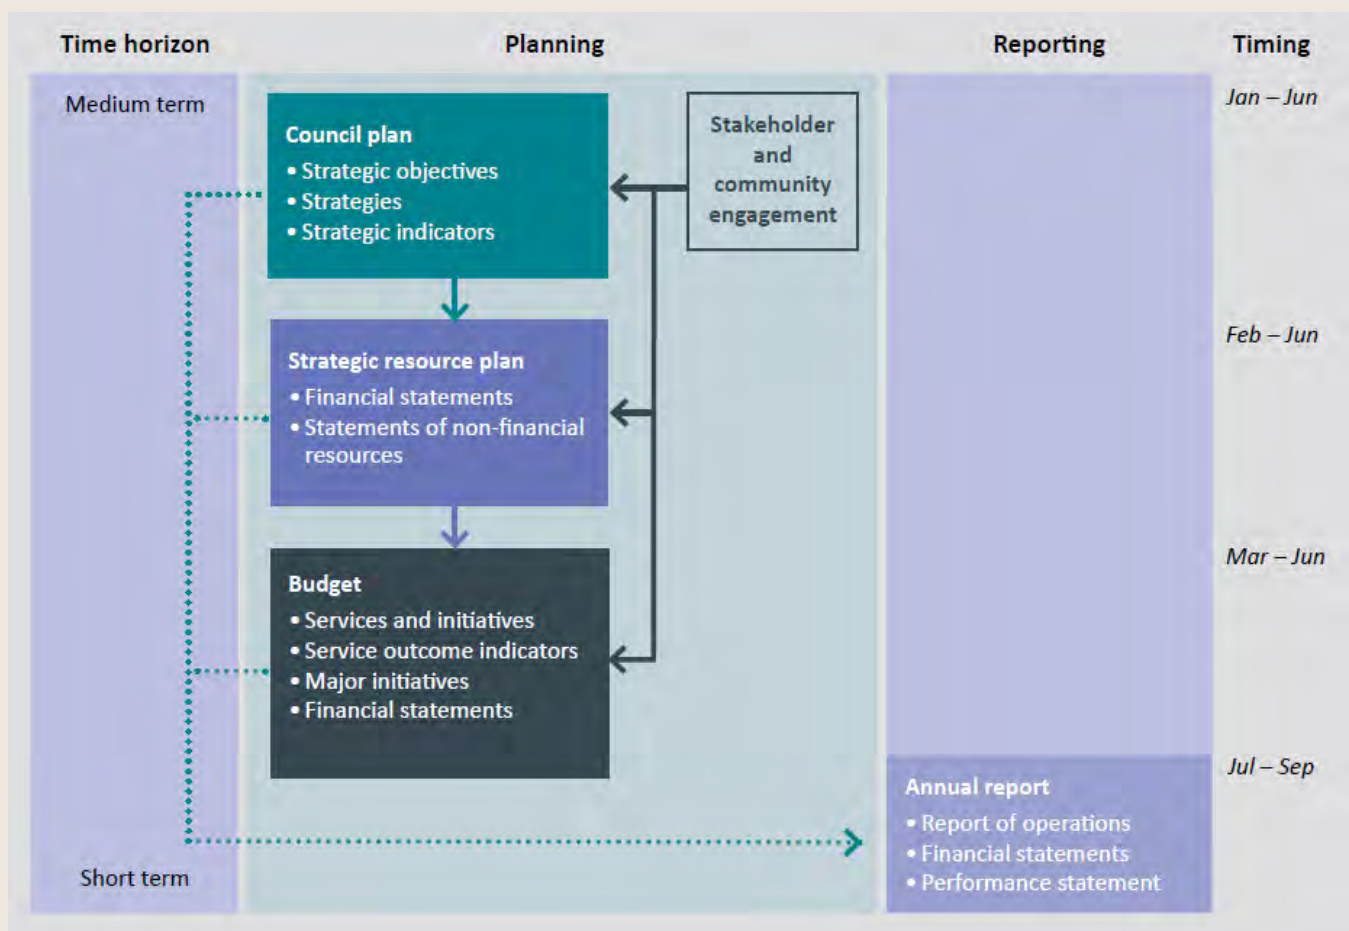 Time horizon
Planning
Reporting
Timing
Medium term
Jan – Jun
Council plan
• Strategic objectives
• Strategies
• Strategic indicators
Stakeholder
and
community
engagement
Feb – Jun
Strategic resource plan
• Financial statements
• Statements of non-financial
resources
Mar – Jun
Budget
• Services and initiatives
• Service outcome indicators
• Major initiatives
• Financial statements
Jul – Sep
Annual report
• Report of operations
• Financial statements
• Performance statement
Short term